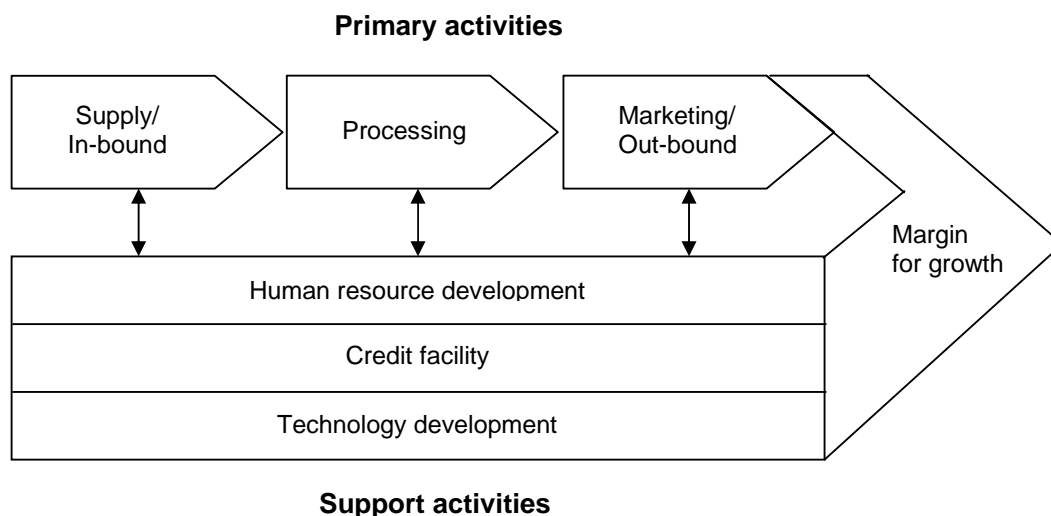 Primary activities
Supply/
In-bound
Processing
Marketing/
Out-bound
Margin
for growth
Human resource development
Credit facility
Technology development
Support activities